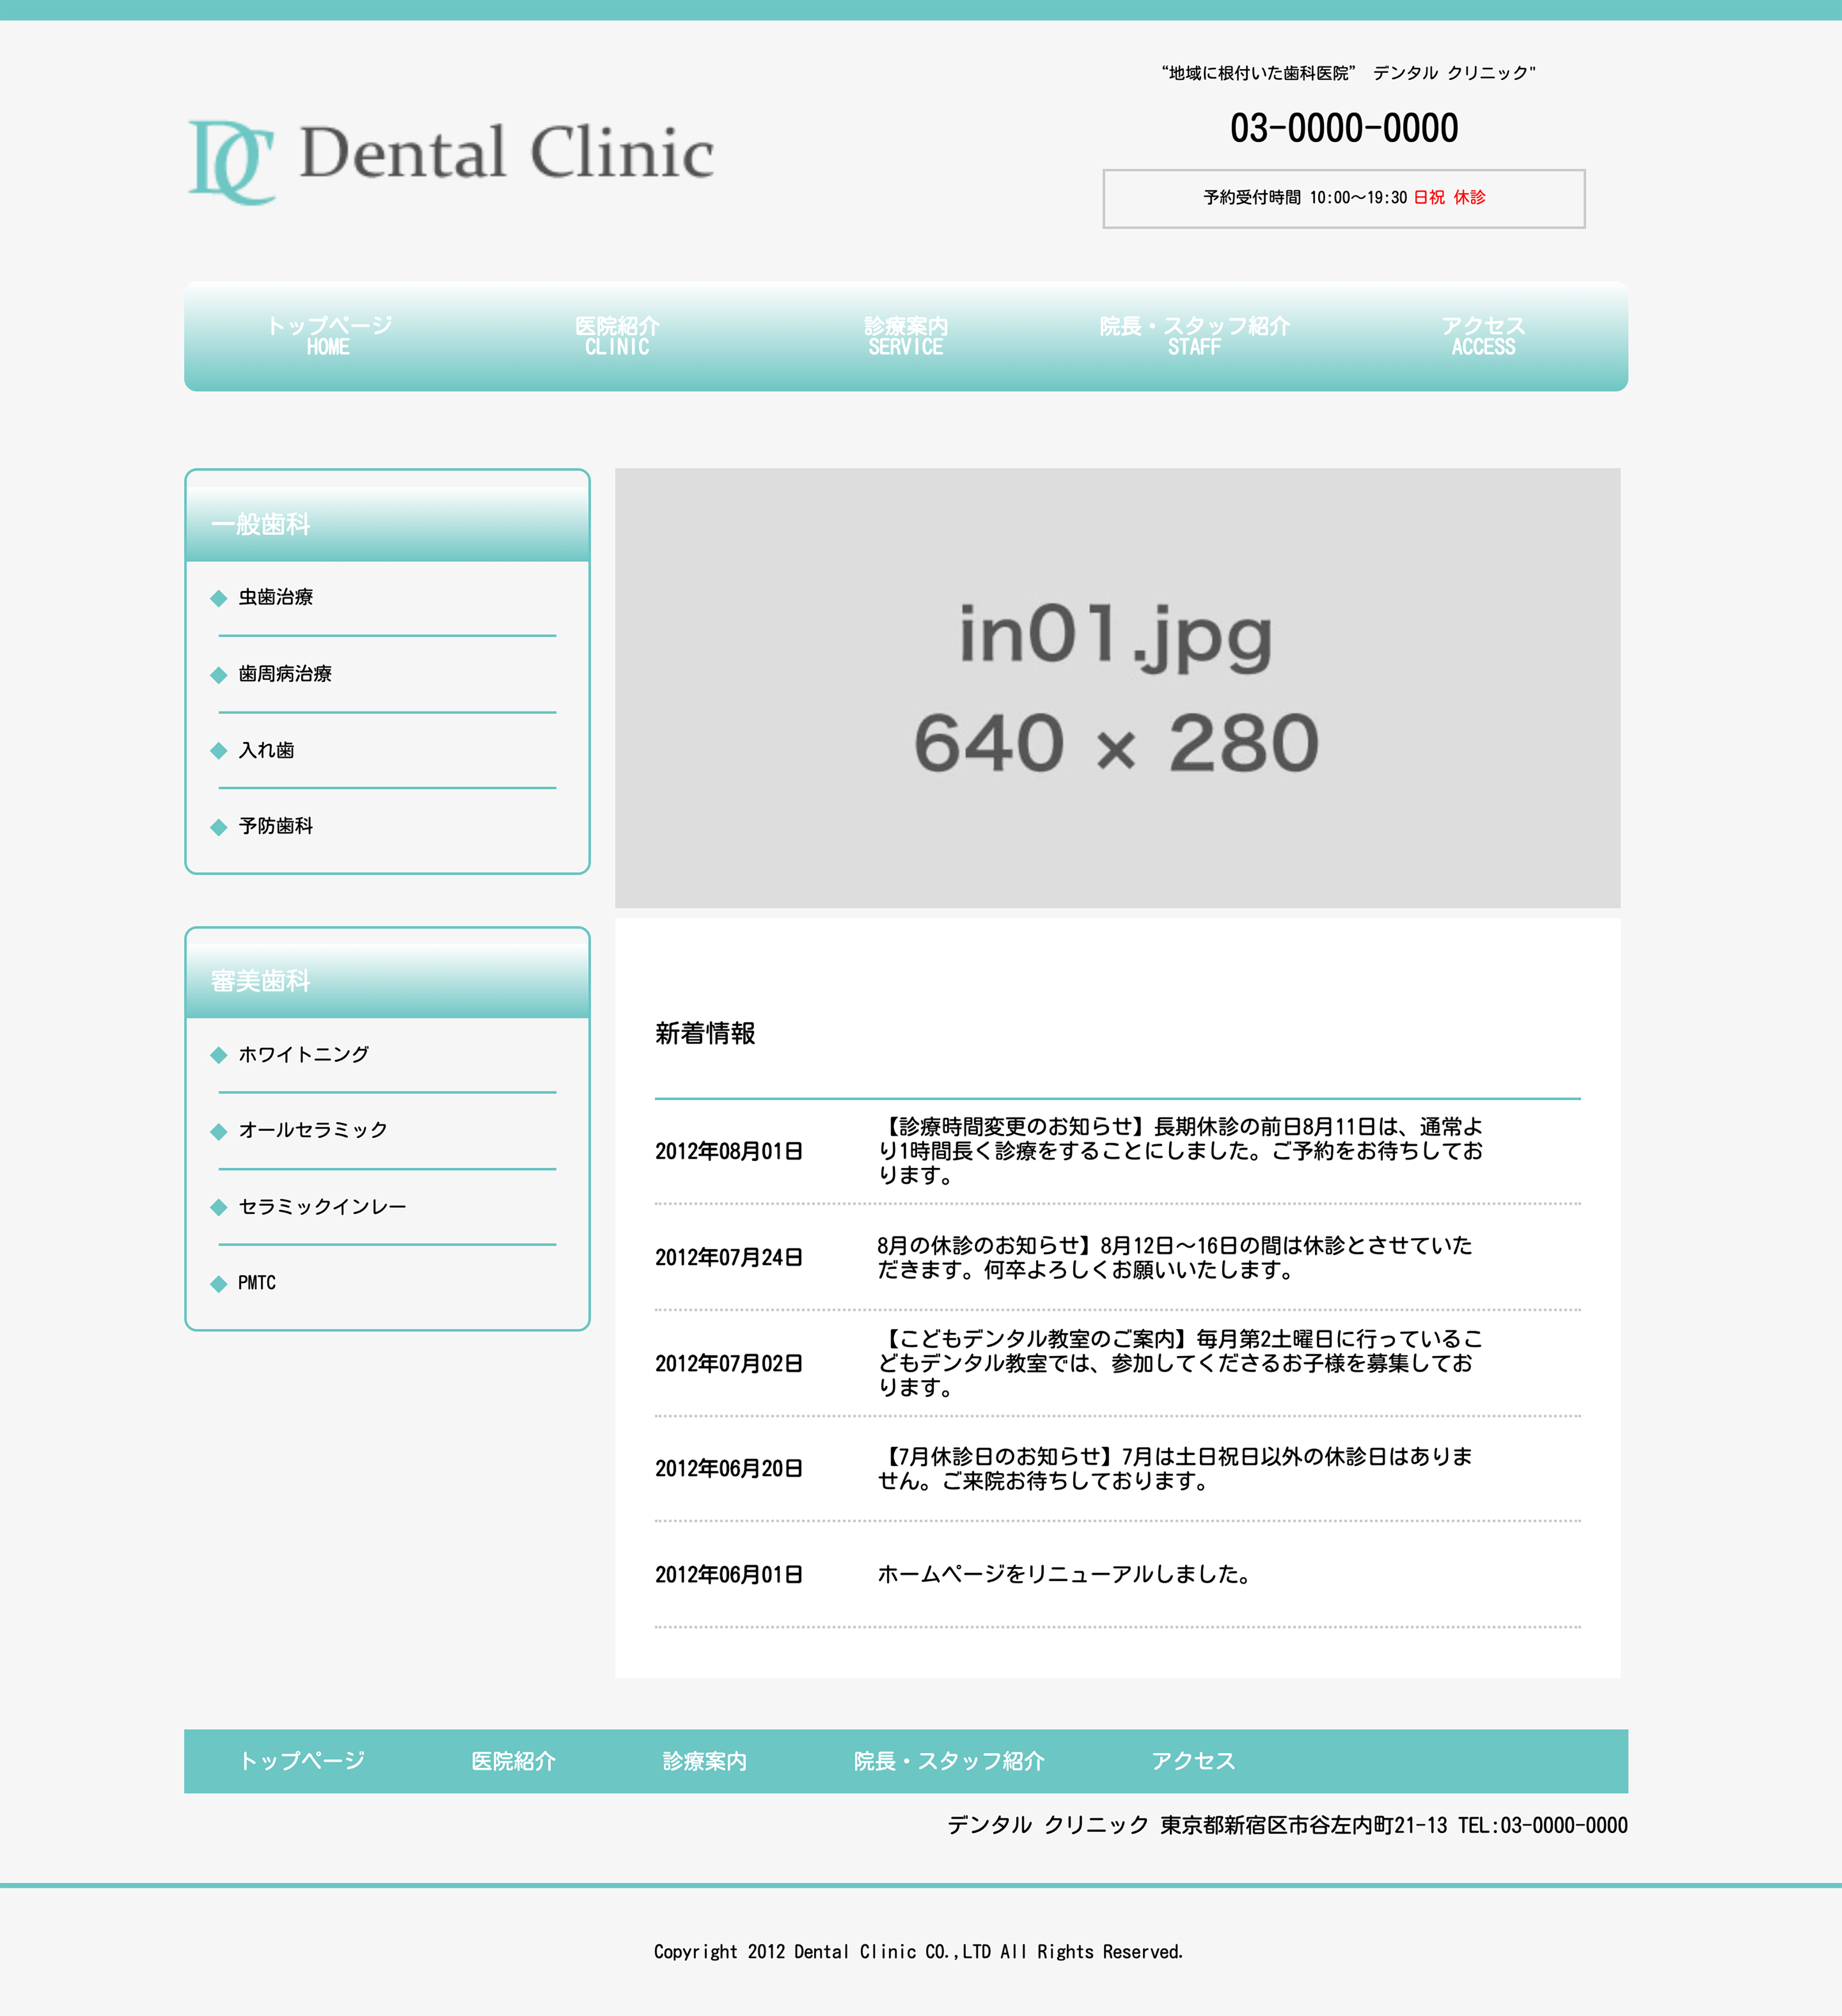 “地域に根付いた歯科医院” デンタル クリニック"
DC Dental Clinic
03-0000-0000
予約受付時間 10:00〜19:30 日祝 休診
トップページ 医院紹介 診療案内 院長・スタッフ紹介 アクセス
HOME CLINIC SERVICE STAFF ACCESS
一般歯科
虫歯治療
歯周病治療
入れ歯
予防歯科
審美歯科
ホワイトニング
オールセラミック
セラミックインレー
PMTC
in01.jpg
640 × 280
新着情報
2012年08月01日
【診療時間変更のお知らせ】長期休診の前日8月11日は、通常よ
り1時間長く診療をすることにしました。ご予約をお待ちしてお
ります。
2012年07月24日
8月の休診のお知らせ】8月12日〜16日の間は休診とさせていた
だきます。何卒よろしくお願いいたします。
2012年07月02日
【こどもデンタル教室のご案内】毎月第2土曜日に行っているこ
どもデンタル教室では、参加してくださるお子様を募集してお
ります。
2012年06月20日
【7月休診日のお知らせ】7月は土日祝日以外の休診日はありま
せん。ご来院お待ちしております。
2012年06月01日
ホームページをリニューアルしました。
トップページ 医院紹介 診療案内 院長・スタッフ紹介 アクセス
デンタル クリニック 東京都新宿区市谷左内町21-13 TEL:03-0000-0000
Copyright 2012 Dental Clinic CO.,LTD All Rights Reserved.